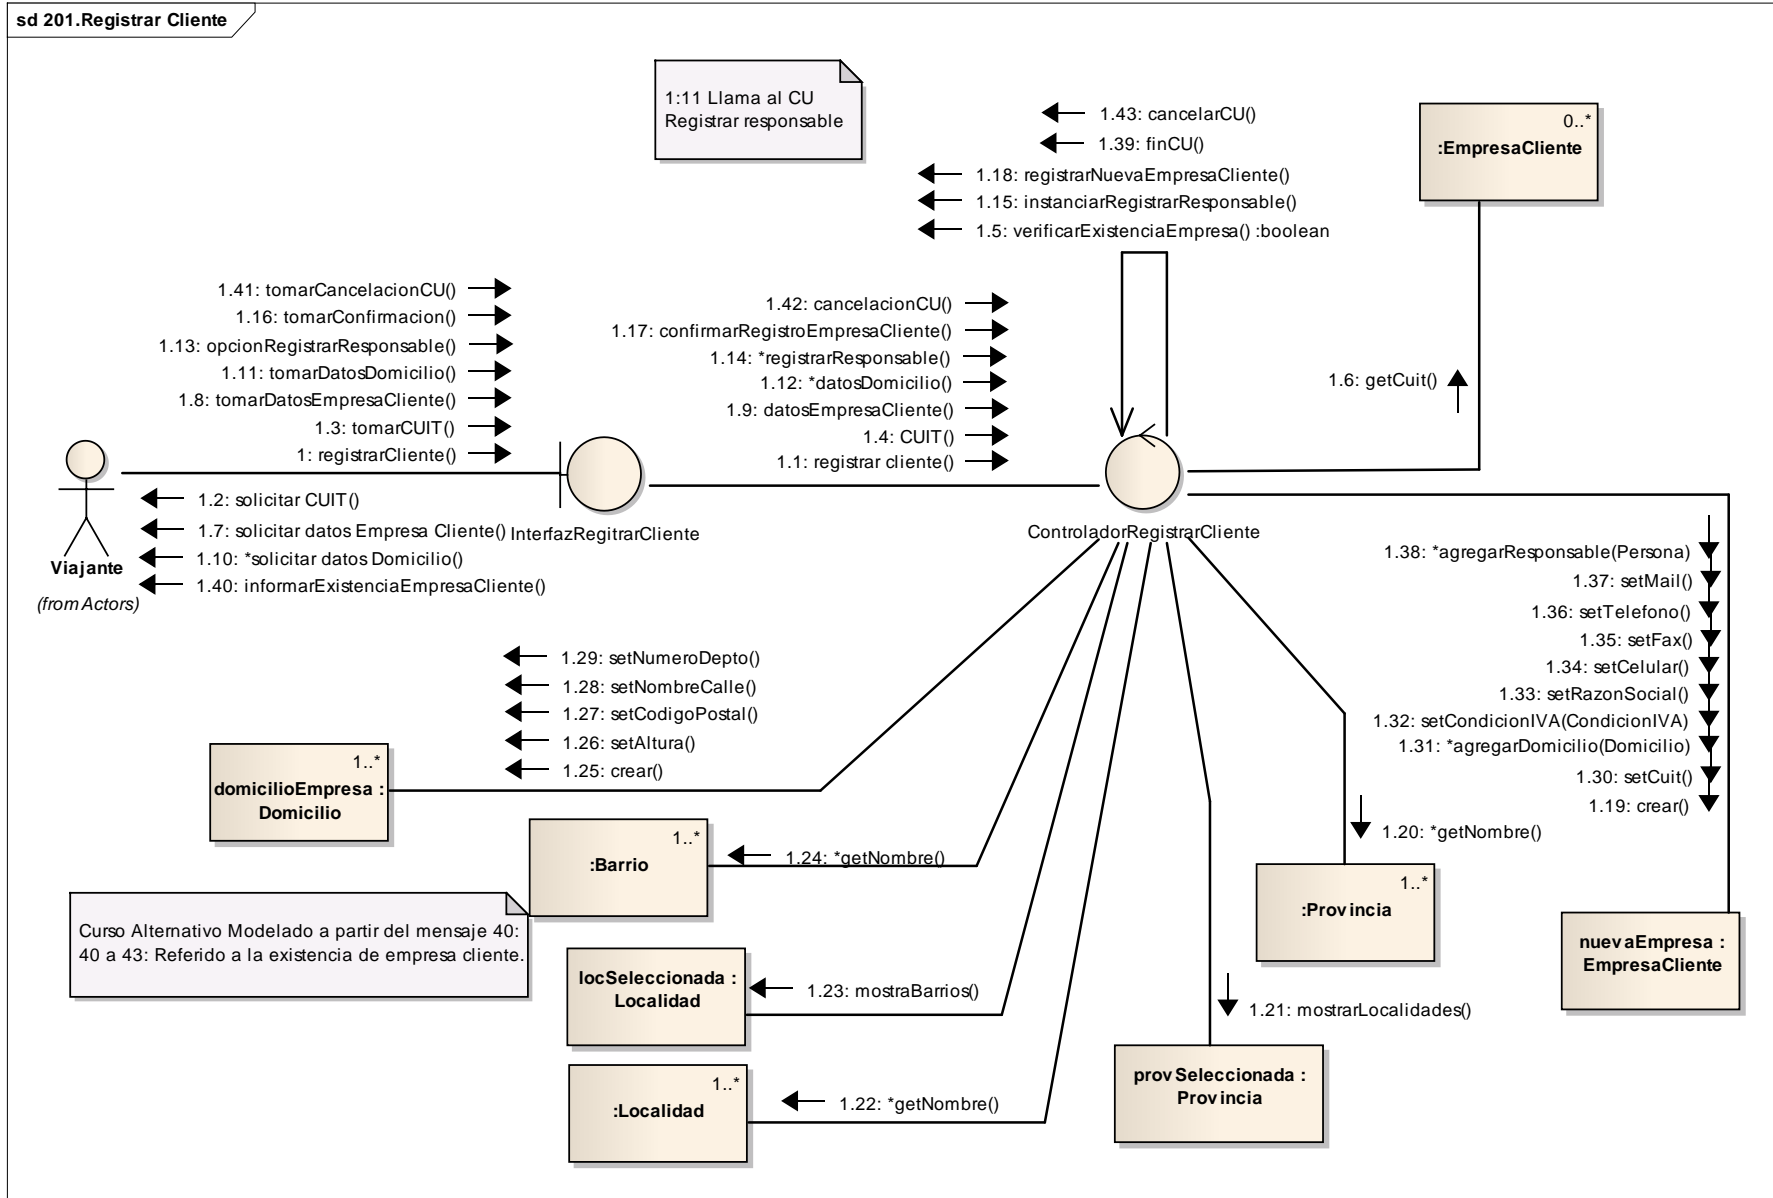 sd 201.Registrar Cliente
1:11 Llama al CU
Registrar responsable
1.43: cancelarCU()
1.39: finCU()
1.18: registrarNuevaEmpresaCliente()
1.15: instanciarRegistrarResponsable()
1.5: verificarExistenciaEmpresa() :boolean
0..*
:EmpresaCliente
1.41: tomarCancelacionCU()
1.16: tomarConfirmacion()
1.13: opcionRegistrarResponsable()
1.11: tomarDatosDomicilio()
1.8: tomarDatosEmpresaCliente()
1.3: tomarCUIT()
1: registrarCliente()
1.42: cancelacionCU()
1.17: confirmarRegistroEmpresaCliente()
1.14: *registrarResponsable()
1.12: *datosDomicilio()
1.9: datosEmpresaCliente()
1.4: CUIT()
1.1: registrar cliente()
1.6: getCuit()
1.2: solicitar CUIT()
1.7: solicitar datos Empresa Cliente()
1.10: *solicitar datos Domicilio()
1.40: informarExistenciaEmpresaCliente()
Viajante
(from Actors)
InterfazRegitrarCliente
ControladorRegistrarCliente
1.38: *agregarResponsable(Persona)
1.37: setMail()
1.36: setTelefono()
1.35: setFax()
1.34: setCelular()
1.33: setRazonSocial()
1.32: setCondicionIVA(CondicionIVA)
1.31: *agregarDomicilio(Domicilio)
1.30: setCuit()
1.19: crear()
1.29: setNumeroDepto()
1.28: setNombreCalle()
1.27: setCodigoPostal()
1.26: setAltura()
1.25: crear()
1..*
domicilioEmpresa :
Domicilio
1..*
:Barrio
1.24: *getNombre()
1.20: *getNombre()
1..*
:Provincia
Curso Alternativo Modelado a partir del mensaje 40:
40 a 43: Referido a la existencia de empresa cliente.
locSeleccionada :
Localidad
1.23: mostraBarrios()
nuevaEmpresa :
EmpresaCliente
1.21: mostrarLocalidades()
provSeleccionada :
Provincia
1..*
:Localidad
1.22: *getNombre()